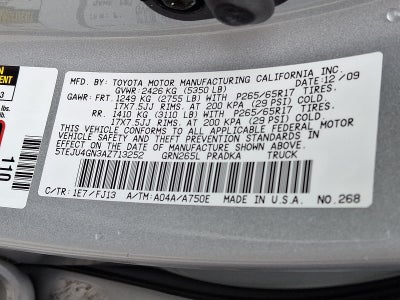 MFD. BY: TOYOTA MOTOR MANUFACTURING CALIFORNIA INC.
GVWR: 2426 KG (5350 LB) DATE 12/09
GAWR: FRT. 1249 KG (2755 LB) WITH P265/65R17 TIRES.
17X7.5JJ RIMS. AT 200 KPA (29 PSI) COLD.
RR. 1410 KG (3110 LB) WITH P265/65R17 TIRES.
17X7.5JJ RIMS. AT 200 KPA (29 PSI) COLD.
THIS VEHICLE CONFORMS TO ALL APPLICABLE FEDERAL MOTOR
VEHICLE SAFETY AND THEFT PREVENTION STANDARDS IN
EFFECT ON THE DATE OF MANUFACTURE SHOWN ABOVE.
5TEJU4GN3AZ713252 GRN265L PRADKA TRUCK
C/TR: 1E7/FJ13 A/TM: A04A/A750E MADE IN U.S.A. NO. 268
lbs.
110